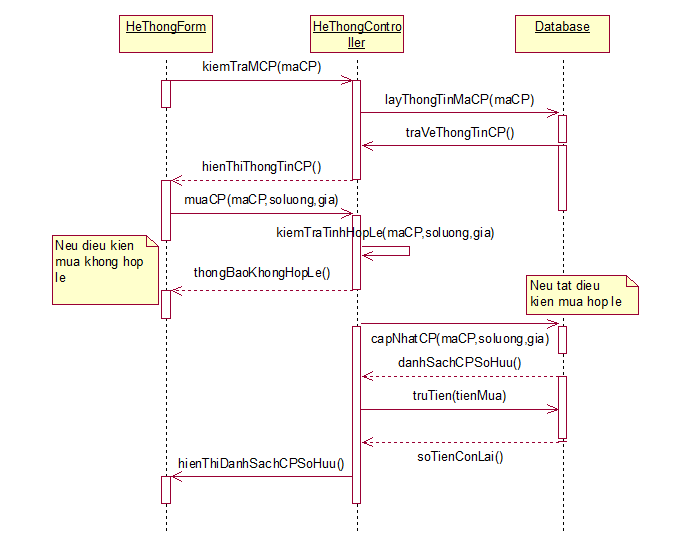 HeThongForm
HeThongContro
ller
Database
kiemTraMCP(maCP)
layThongTinMaCP(maCP)
traVeThongTinCP()
hienThiThongTinCP()
muaCP(maCP,soluong,gia)
kiemTraTinhHopLe(maCP,soluong,gia)
Neu dieu kien
mua khong hop
le
thongBaoKhongHopLe()
Neu tat dieu
kien mua hop le
capNhatCP(maCP,soluong,gia)
danhSachCPSoHuu()
truTien(tienMua)
soTienConLai()
hienThiDanhSachCPSoHuu()